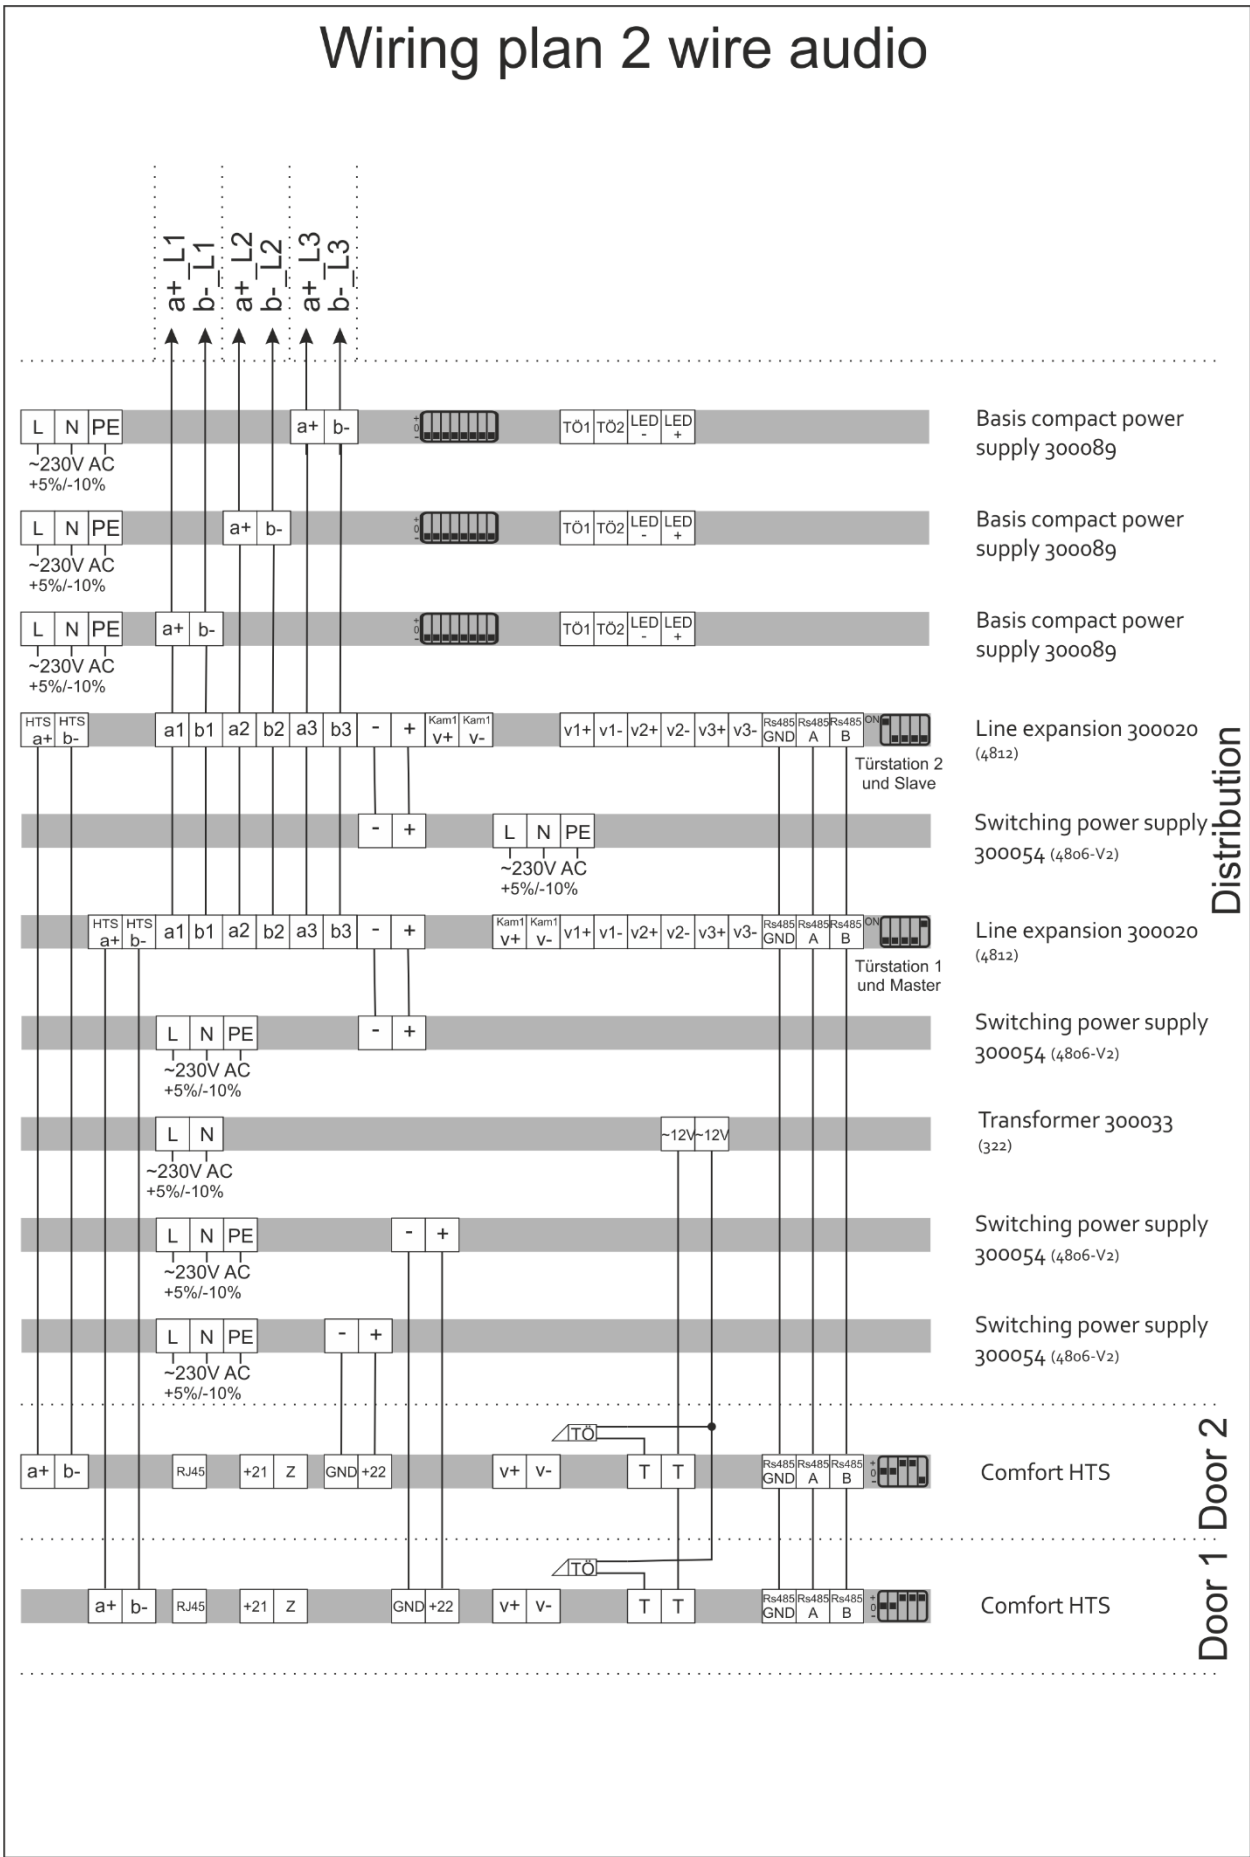 Wiring plan 2 wire audio
a+_L1
b-_L1
a+_L2
b-_L2
a+_L3
b-_L3
L N PE a+ b- + 0 - TÖ1 TÖ2 LED - LED + Basis compact power
~230V AC supply 300089
+5%/-10%
L N PE a+ b- + 0 - TÖ1 TÖ2 LED - LED + Basis compact power
~230V AC supply 300089
+5%/-10%
L N PE a+ b- + 0 - TÖ1 TÖ2 LED - LED + Basis compact power
~230V AC supply 300089
+5%/-10%
HTS a+ HTS b- a1 b1 a2 b2 a3 b3 - + Kam1 v+ Kam1 v- v1+ v1- v2+ v2- v3+ v3- Rs485 GND Rs485 A Rs485 B ON Line expansion 300020
(4812)
Türstation 2
und Slave
- + L N PE Switching power supply
300054 (4806-V2)
~230V AC
+5%/-10%
Distribution
HTS a+ HTS b- a1 b1 a2 b2 a3 b3 - + Kam1 v+ Kam1 v- v1+ v1- v2+ v2- v3+ v3- Rs485 GND Rs485 A Rs485 B ON Line expansion 300020
(4812)
Türstation 1
und Master
L N PE - + Switching power supply
300054 (4806-V2)
~230V AC
+5%/-10%
L N ~12V ~12V Transformer 300033
(322)
~230V AC
+5%/-10%
L N PE - + Switching power supply
300054 (4806-V2)
~230V AC
+5%/-10%
L N PE - + Switching power supply
300054 (4806-V2)
~230V AC
+5%/-10%
TÖ
a+ b- RJ45 +21 Z GND +22 v+ v- T T Rs485 GND Rs485 A Rs485 B + 0 - Comfort HTS
Door 2
TÖ
a+ b- RJ45 +21 Z GND +22 v+ v- T T Rs485 GND Rs485 A Rs485 B + 0 - Comfort HTS
Door 1